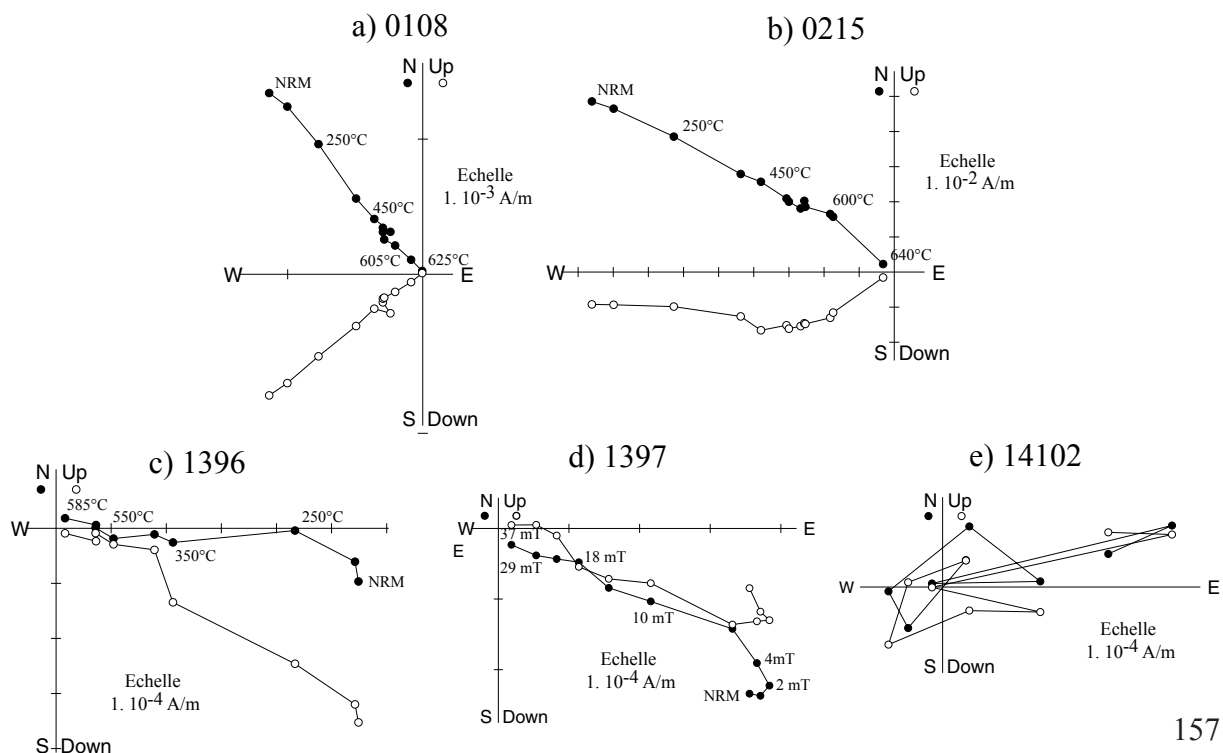 a) 0108
N Up
NRM
250°C
450°C
605°C
625°C
Echelle
1. 10-3 A/m
W
E
S Down
b) 0215
N Up
NRM
250°C
450°C
600°C
640°C
Echelle
1. 10-2 A/m
W
E
S Down
c) 1396
N Up
585°C
550°C
350°C
250°C
NRM
W
Echelle
1. 10-4 A/m
S Down
d) 1397
N Up
W
E
E
37 mT
29 mT
18 mT
10 mT
4mT
2 mT
NRM
Echelle
1. 10-4 A/m
S Down
e) 14102
N Up
W
E
Echelle
1. 10-4 A/m
S Down
157